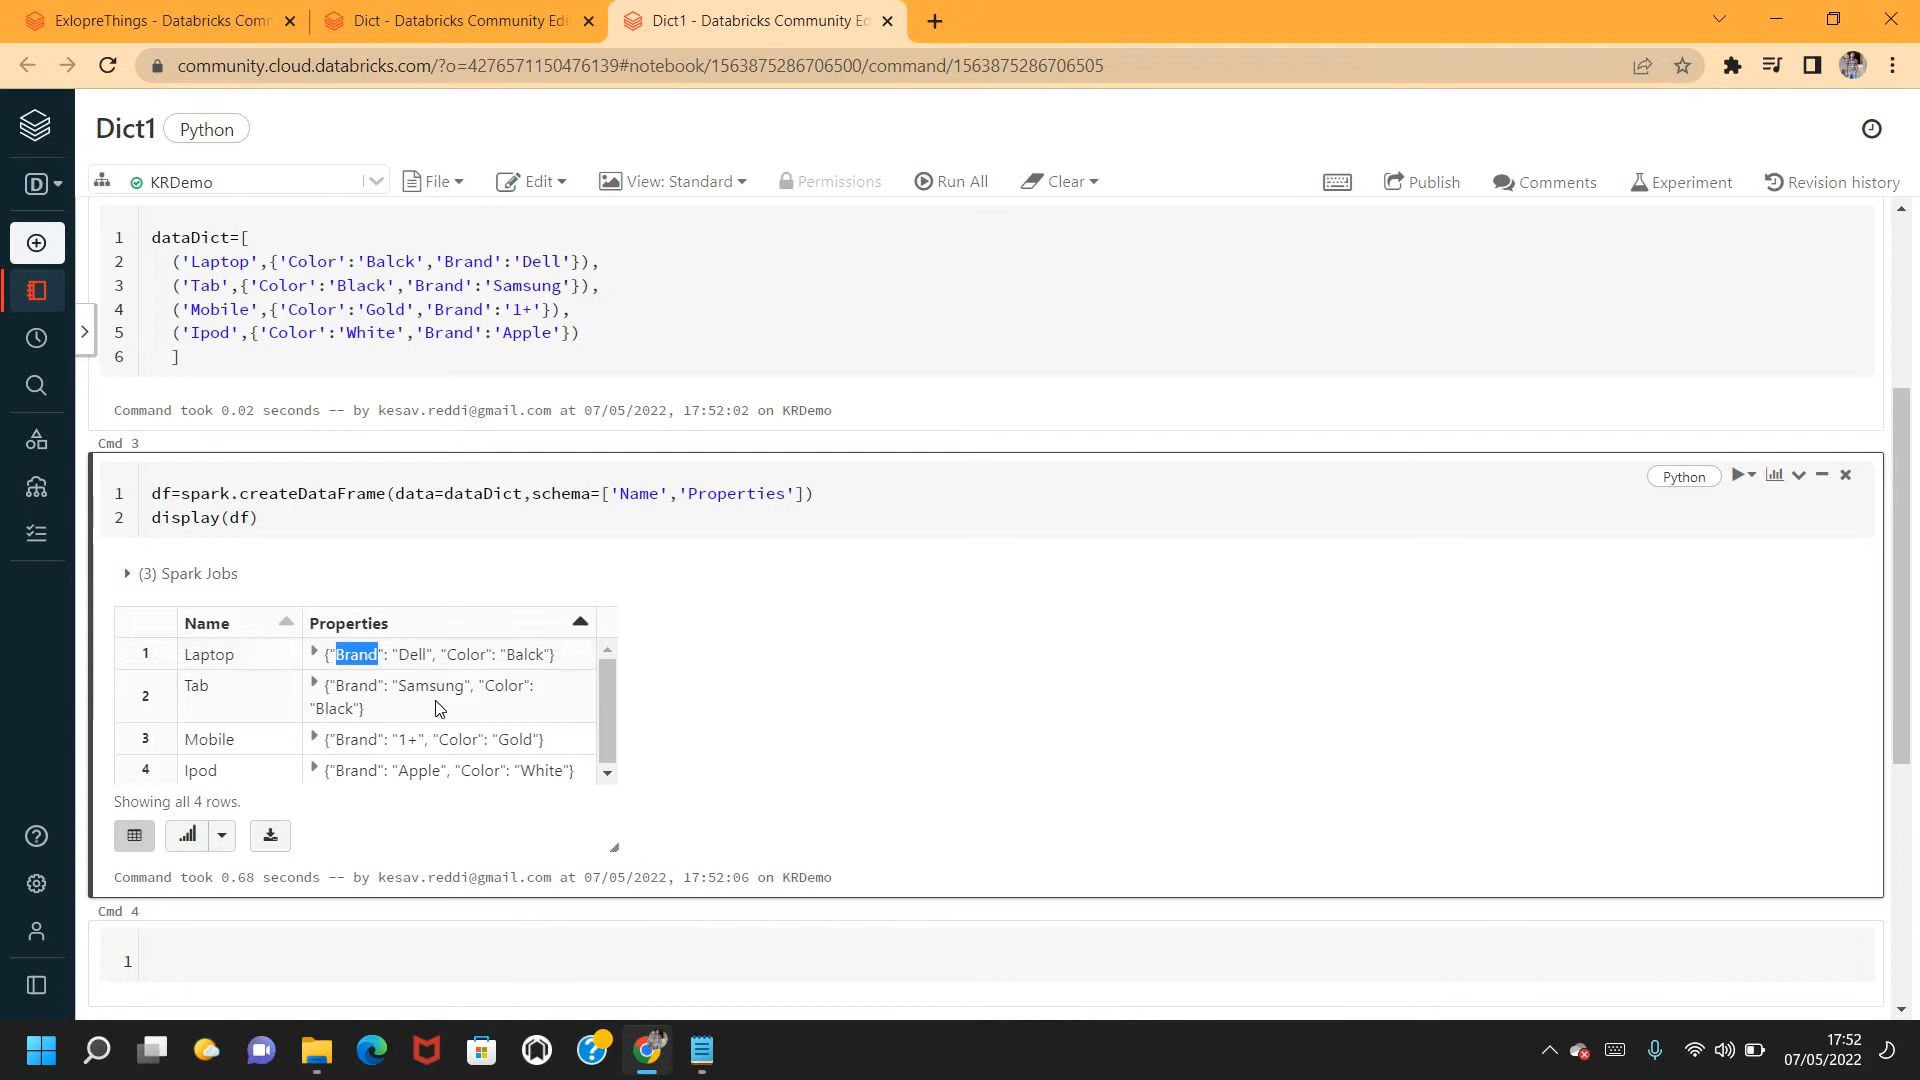 ExlopreThings - Databricks Comm
Dict - Databricks Community Edi
Dict1 - Databricks Community Ed
community.cloud.databricks.com/?o=4276571150476139#notebook/1563875286706500/command/1563875286706505
Dict1
Python
D
KRDemo
File
Edit
View: Standard
Permissions
Run All
Clear
Publish
Comments
Experiment
Revision history
1 dataDict=[
2 ('Laptop',{'Color':'Balck','Brand':'Dell'}),
3 ('Tab',{'Color':'Black','Brand':'Samsung'}),
4 ('Mobile',{'Color':'Gold','Brand':'1+'}),
5 ('Ipod',{'Color':'White','Brand':'Apple'})
6 ]
Command took 0.02 seconds -- by kesav.reddi@gmail.com at 07/05/2022, 17:52:02 on KRDemo
Cmd 3
Python
1 df=spark.createDataFrame(data=dataDict,schema=['Name','Properties'])
2 display(df)
(3) Spark Jobs
Name Properties
1 Laptop {"Brand": "Dell", "Color": "Balck"}
2 Tab {"Brand": "Samsung", "Color":
"Black"}
3 Mobile {"Brand": "1+", "Color": "Gold"}
4 Ipod {"Brand": "Apple", "Color": "White"}
Showing all 4 rows.
Command took 0.68 seconds -- by kesav.reddi@gmail.com at 07/05/2022, 17:52:06 on KRDemo
Cmd 4
1
17:52
07/05/2022